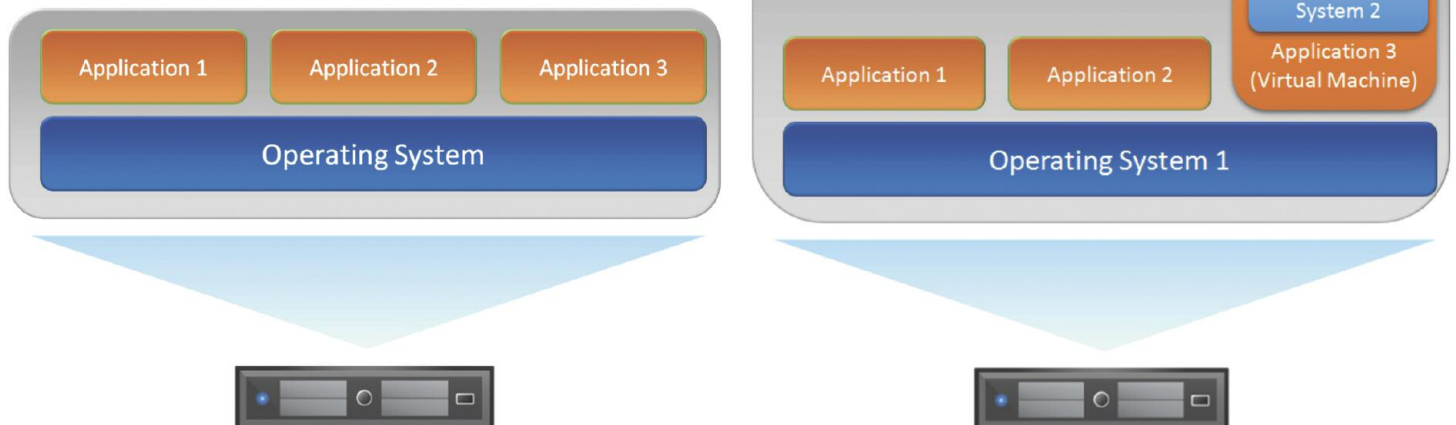 Application 1
Application 2
Application 3
Operating System
System 2
Application 3
(Virtual Machine)
Application 1
Application 2
Operating System 1